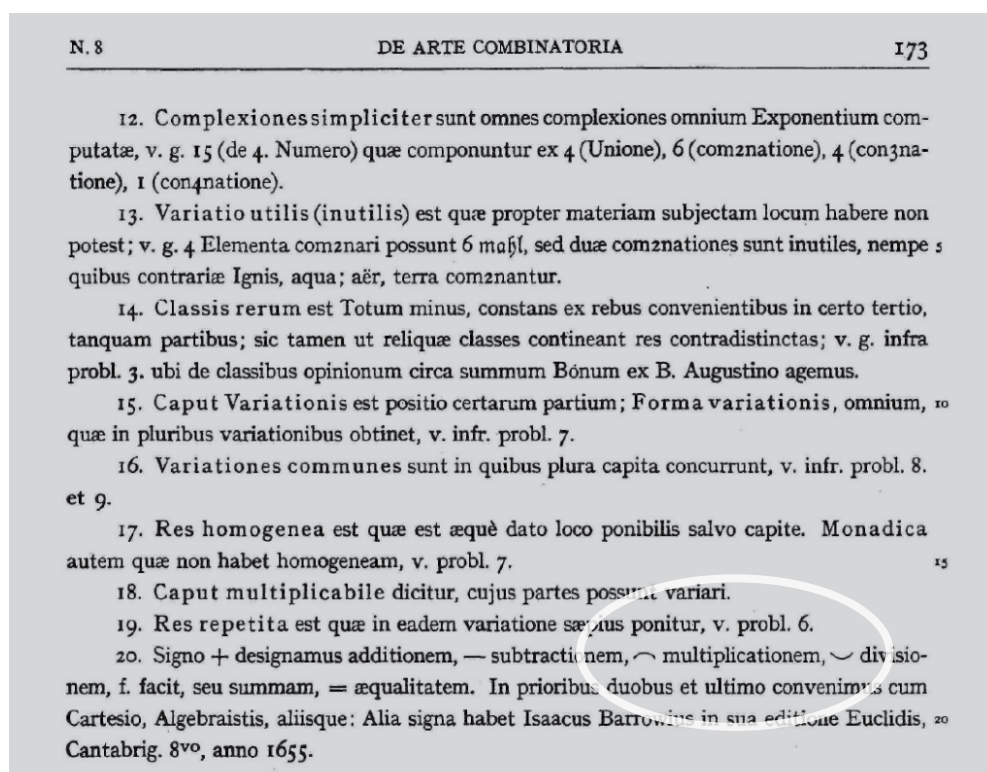 N. 8 DE ARTE COMBINATORIA 173
12. Complexiones simpliciter sunt omnes complexiones omnium Exponentium com-
putatæ, v. g. 15 (de 4. Numero) quæ componuntur ex 4 (Unione), 6 (com2natione), 4 (con3na-
tione), 1 (con4natione).
13. Variatio utilis (inutilis) est quæ propter materiam subjectam locum habere non
potest; v. g. 4 Elementa com2nari possunt 6 mahl, sed duæ com2nationes sunt inutiles, nempe 5
quibus contrariæ Ignis, aqua; aër, terra com2nantur.
14. Classis rerum est Totum minus, constans ex rebus convenientibus in certo tertio,
tanquam partibus; sic tamen ut reliquæ classes contineant res contradistinctas; v. g. infra
probl. 3. ubi de classibus opinionum circa summum Bonum ex B. Augustino agemus.
15. Caput Variationis est positio certarum partium; Forma variationis, omnium, 10
quæ in pluribus variationibus obtinet, v. infr. probl. 7.
16. Variationes communes sunt in quibus plura capita concurrunt, v. infr. probl. 8.
et 9.
17. Res homogenea est quæ est æquè dato loco ponibilis salvo capite. Monadica
autem quæ non habet homogeneam, v. probl. 7. 15
18. Caput multiplicabile dicitur, cujus partes possunt variari.
19. Res repetita est quæ in eadem variatione sæpius ponitur, v. probl. 6.
20. Signo + designamus additionem, — subtractionem, ⌒ multiplicationem, ⌣ divisio-
nem, f. facit, seu summam, = æqualitatem. In prioribus duobus et ultimo convenimus cum
Cartesio, Algebraistis, aliisque: Alia signa habet Isaacus Barrowius in sua editione Euclidis, 20
Cantabrig. 8vo, anno 1655.